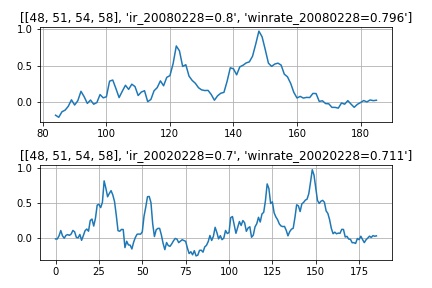 [[48, 51, 54, 58], 'ir_20080228=0.8', 'winrate_20080228=0.796']
1.0
0.5
0.0
80 100 120 140 160 180
[[48, 51, 54, 58], 'ir_20020228=0.7', 'winrate_20020228=0.711']
1.0
0.5
0.0
0 25 50 75 100 125 150 175